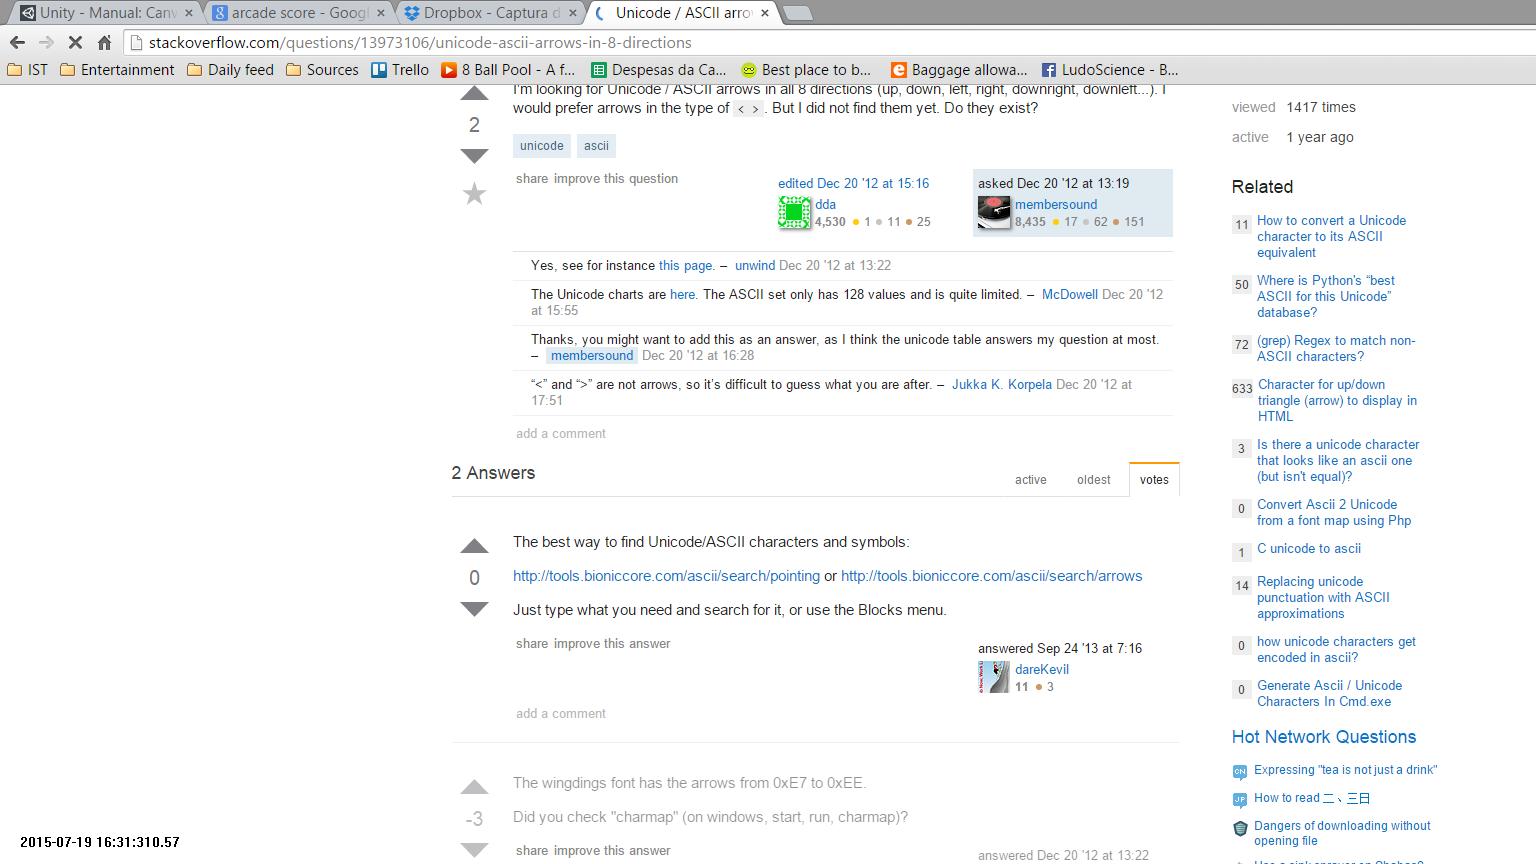 Unity - Manual: Can
arcade score - Goog
Dropbox - Captura d
Unicode / ASCII arro
stackoverflow.com/questions/13973106/unicode-ascii-arrows-in-8-directions
IST
Entertainment
Daily feed
Sources
Trello
8 Ball Pool - A f...
Despesas da Ca...
Best place to b...
Baggage allowa...
LudoScience - B...
I'm looking for Unicode / ASCII arrows in all 8 directions (up, down, left, right, downright, downleft...). I
would prefer arrows in the type of < >. But I did not find them yet. Do they exist?
2
unicode ascii
share improve this question
edited Dec 20 '12 at 15:16
dda
4,530 1 11 25
asked Dec 20 '12 at 13:19
membersound
8,435 17 62 151
Yes, see for instance this page. – unwind Dec 20 '12 at 13:22
The Unicode charts are here. The ASCII set only has 128 values and is quite limited. – McDowell Dec 20 '12
at 15:55
Thanks, you might want to add this as an answer, as I think the unicode table answers my question at most.
– membersound Dec 20 '12 at 16:28
“<” and “>” are not arrows, so it’s difficult to guess what you are after. – Jukka K. Korpela Dec 20 '12 at
17:51
add a comment
2 Answers
active oldest votes
The best way to find Unicode/ASCII characters and symbols:
0
http://tools.bioniccore.com/ascii/search/pointing or http://tools.bioniccore.com/ascii/search/arrows
Just type what you need and search for it, or use the Blocks menu.
share improve this answer
answered Sep 24 '13 at 7:16
dareKevil
11 3
add a comment
The wingdings font has the arrows from 0xE7 to 0xEE.
-3
Did you check "charmap" (on windows, start, run, charmap)?
share improve this answer
answered Dec 20 '12 at 13:22
viewed 1417 times
active 1 year ago
Related
11 How to convert a Unicode
character to its ASCII
equivalent
50 Where is Python's “best
ASCII for this Unicode”
database?
72 (grep) Regex to match non-
ASCII characters?
633 Character for up/down
triangle (arrow) to display in
HTML
3 Is there a unicode character
that looks like an ascii one
(but isn't equal)?
0 Convert Ascii 2 Unicode
from a font map using Php
1 C unicode to ascii
14 Replacing unicode
punctuation with ASCII
approximations
0 how unicode characters get
encoded in ascii?
0 Generate Ascii / Unicode
Characters In Cmd.exe
Hot Network Questions
CN Expressing "tea is not just a drink"
JP How to read 二、三日
Dangers of downloading without
opening file
2015-07-19 16:31:310.57